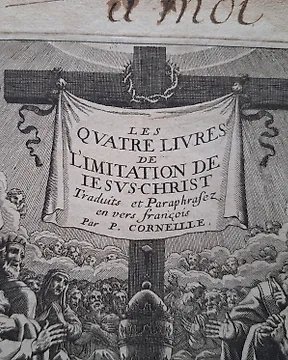 a moi
LES
QVATRE LIVRES
DE
L'IMITATION DE
IESVS-CHRIST
Traduits et Paraphrasez
en vers françois
Par P. CORNEILLE.